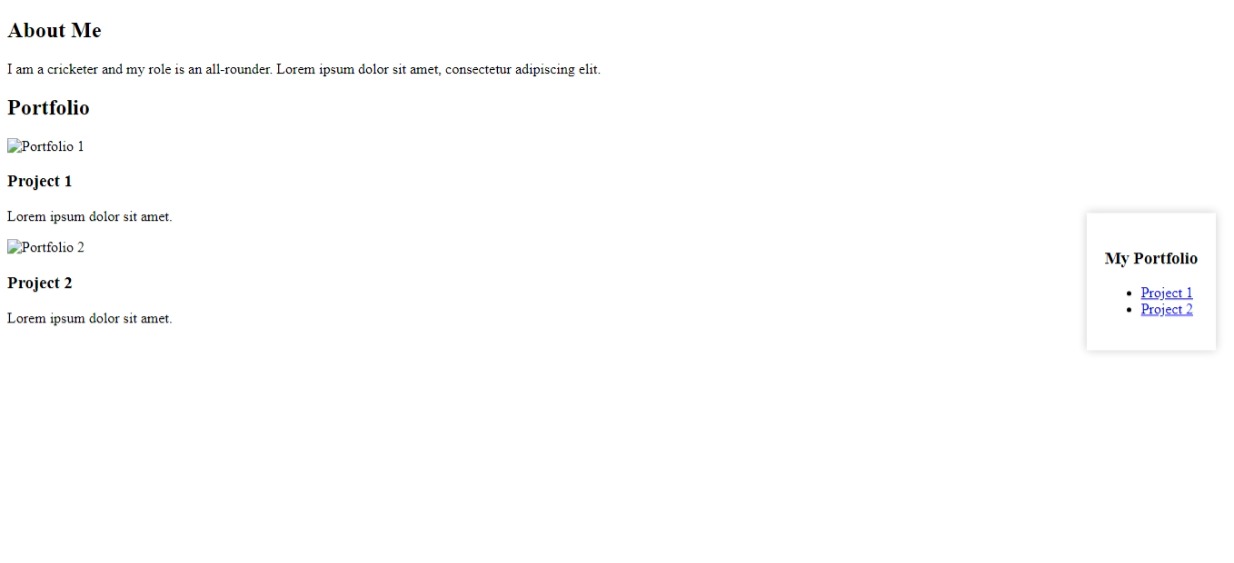 About Me
I am a cricketer and my role is an all-rounder. Lorem ipsum dolor sit amet, consectetur adipiscing elit.
Portfolio
Portfolio 1
Project 1
Lorem ipsum dolor sit amet.
Portfolio 2
Project 2
Lorem ipsum dolor sit amet.
My Portfolio
Project 1
Project 2